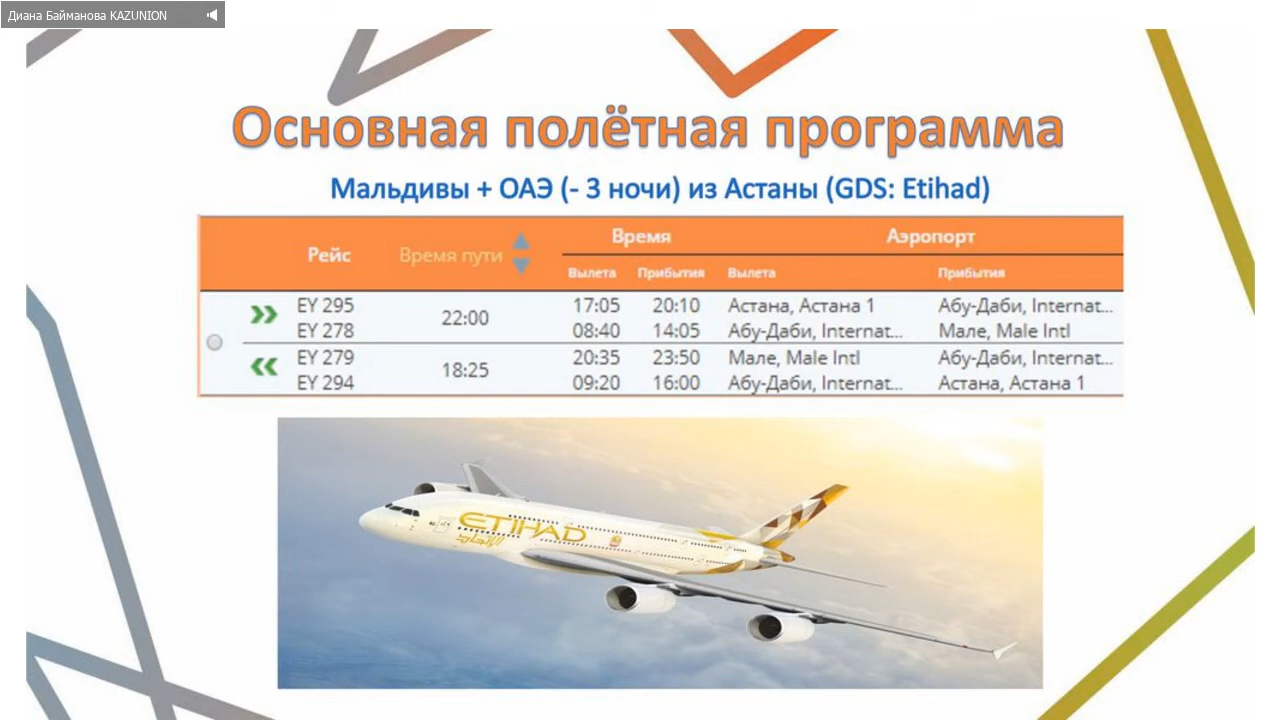 Диана Байманова KAZUNION
Основная полётная программа
Мальдивы + ОАЭ (- 3 ночи) из Астаны (GDS: Etihad)
Рейс Время пути Время Аэропорт
Вылета Прибытия Вылета Прибытия
EY 295 22:00 17:05 20:10 Астана, Астана 1 Абу-Даби, Internat...
EY 278 08:40 14:05 Абу-Даби, Internat... Мале, Male Intl
EY 279 18:25 20:35 23:50 Мале, Male Intl Абу-Даби, Internat...
EY 294 09:20 16:00 Абу-Даби, Internat... Астана, Астана 1
ETIHAD
الإتحاد